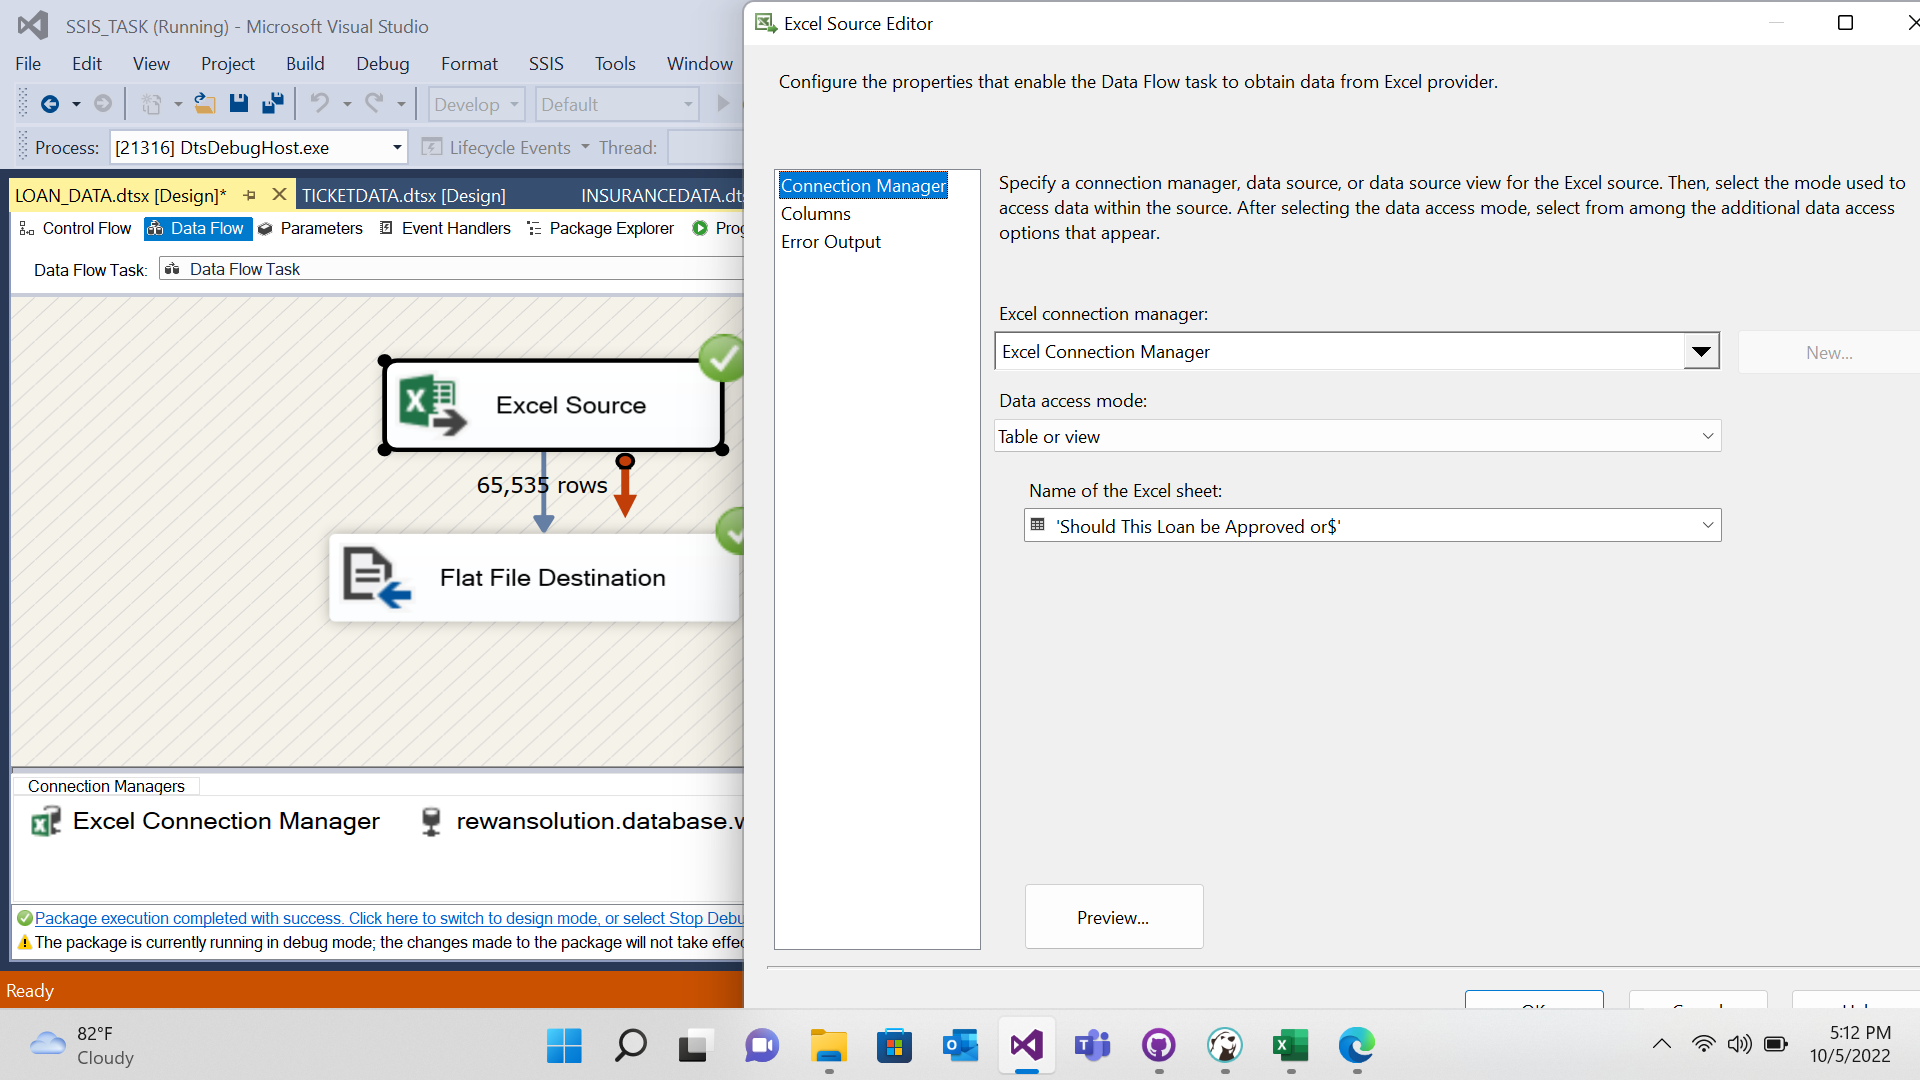 SSIS_TASK (Running) - Microsoft Visual Studio
File Edit View Project Build Debug Format SSIS Tools Window
Develop Default
Process: [21316] DtsDebugHost.exe Lifecycle Events Thread:
LOAN_DATA.dtsx [Design]* TICKETDATA.dtsx [Design] INSURANCEDATA.dts
Control Flow Data Flow Parameters Event Handlers Package Explorer Prog
Data Flow Task: Data Flow Task
Excel Source
65,535 rows
Flat File Destination
Connection Managers
Excel Connection Manager rewansolution.database.w
Package execution completed with success. Click here to switch to design mode, or select Stop Debu
The package is currently running in debug mode; the changes made to the package will not take effec
Ready
Excel Source Editor
Configure the properties that enable the Data Flow task to obtain data from Excel provider.
Connection Manager
Columns
Error Output
Specify a connection manager, data source, or data source view for the Excel source. Then, select the mode used to
access data within the source. After selecting the data access mode, select from among the additional data access
options that appear.
Excel connection manager:
Excel Connection Manager
New...
Data access mode:
Table or view
Name of the Excel sheet:
'Should This Loan be Approved or$'
Preview...
82°F
Cloudy
5:12 PM
10/5/2022